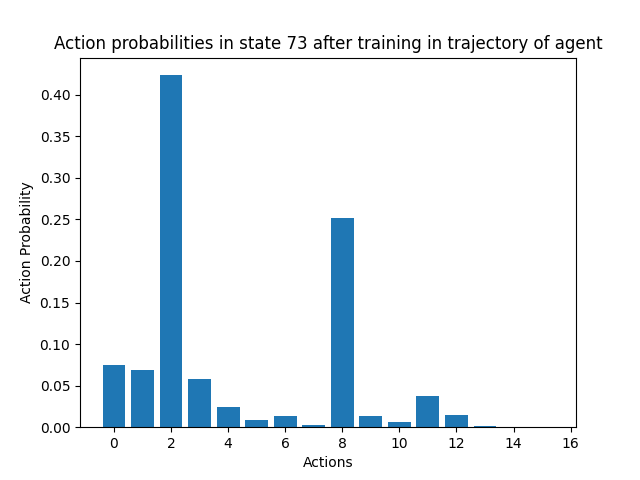 Action probabilities in state 73 after training in trajectory of agent
0.40
0.35
0.30
0.25
0.20
0.15
0.10
0.05
0.00
Action Probability
0 2 4 6 8 10 12 14 16
Actions